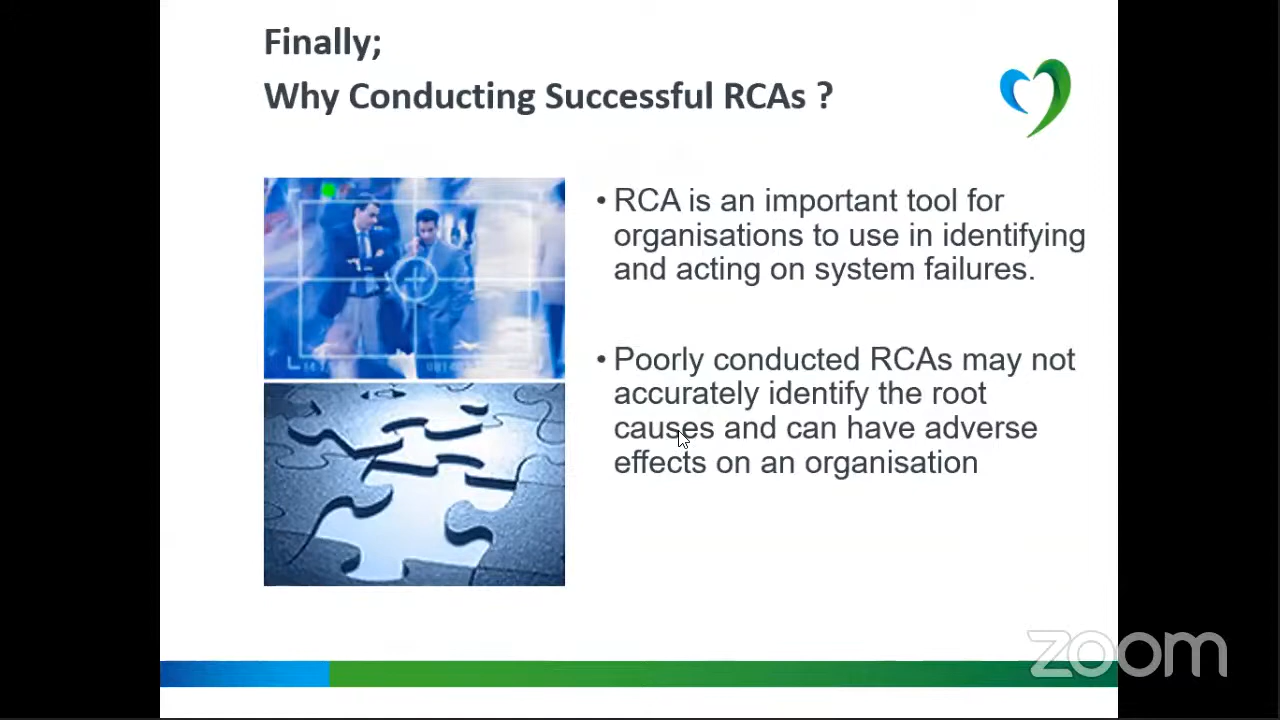 Finally;
Why Conducting Successful RCAs ?
• RCA is an important tool for
organisations to use in identifying
and acting on system failures.
• Poorly conducted RCAs may not
accurately identify the root
causes and can have adverse
effects on an organisation
zoom